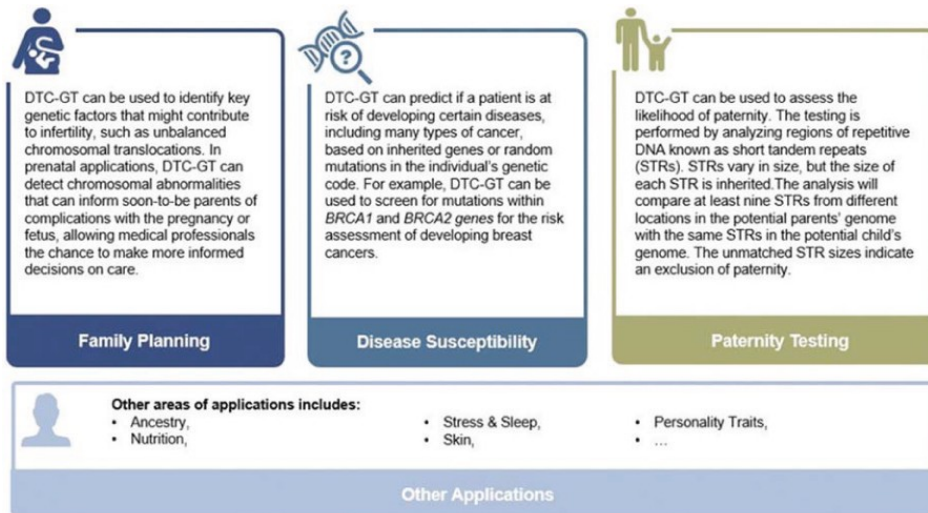 DTC-GT can be used to identify key
genetic factors that might contribute
to infertility, such as unbalanced
chromosomal translocations. In
prenatal applications, DTC-GT can
detect chromosomal abnormalities
that can inform soon-to-be parents of
complications with the pregnancy or
fetus, allowing medical professionals
the chance to make more informed
decisions on care.
Family Planning
?
DTC-GT can predict if a patient is at
risk of developing certain diseases,
including many types of cancer,
based on inherited genes or random
mutations in the individual's genetic
code. For example, DTC-GT can be
used to screen for mutations within
BRCA1 and BRCA2 genes for the risk
assessment of developing breast
cancers.
Disease Susceptibility
DTC-GT can be used to assess the
likelihood of paternity. The testing is
performed by analyzing regions of repetitive
DNA known as short tandem repeats
(STRs). STRs vary in size, but the size of
each STR is inherited.The analysis will
compare at least nine STRs from different
locations in the potential parents' genome
with the same STRs in the potential child's
genome. The unmatched STR sizes indicate
an exclusion of paternity.
Paternity Testing
Other areas of applications includes:
• Ancestry,
• Nutrition,
• Stress & Sleep,
• Skin,
• Personality Traits,
• ...
Other Applications